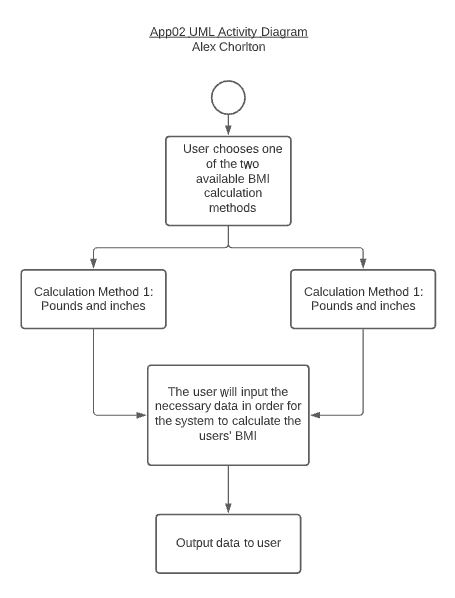 App02 UML Activity Diagram
Alex Chorlton
User chooses one
of the two
available BMI
calculation
methods
Calculation Method 1:
Pounds and inches
Calculation Method 1:
Pounds and inches
The user will input the
necessary data in order for
the system to calculate the
users' BMI
Output data to user